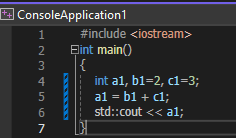 ConsoleApplication1
1 #include <iostream>
2 int main()
3 {
4 int a1, b1=2, c1=3;
5 a1 = b1 + c1;
6 std::cout << a1;
7 }